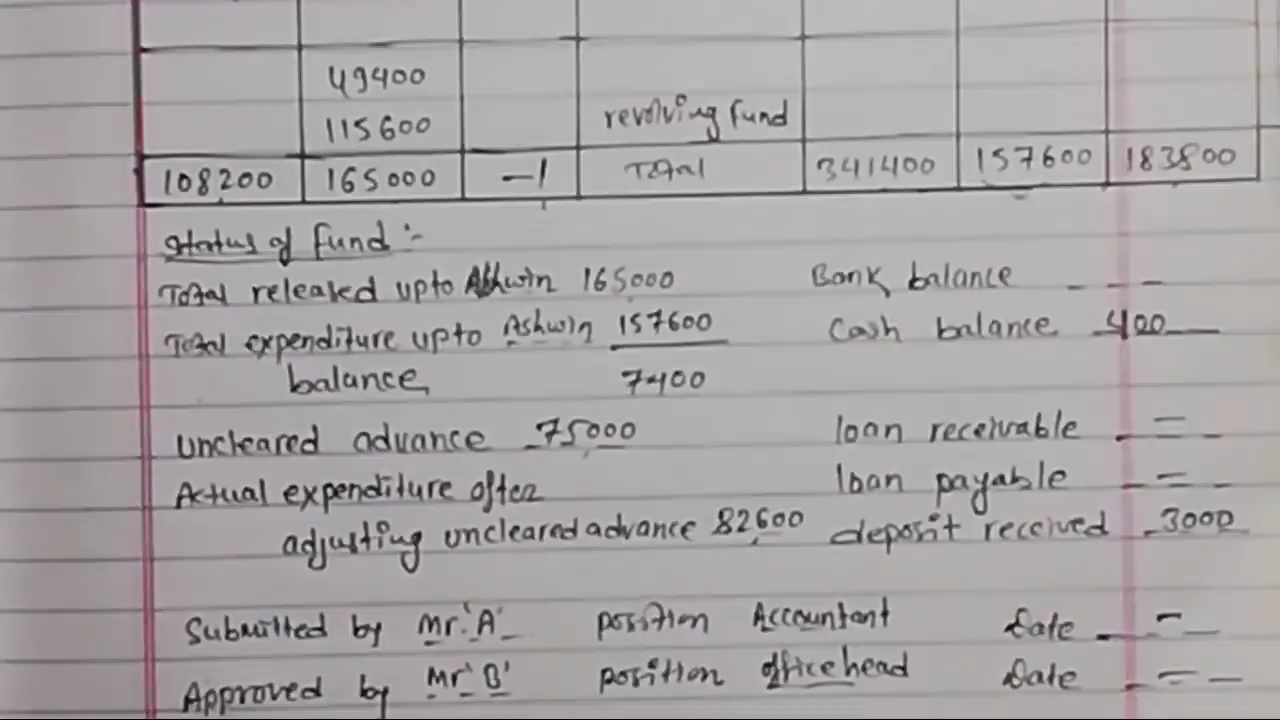 49400
115600 revolving fund
108200 165000 -1 Total 341400 157600 183800
Status of Fund :-
Total released upto Ashwin 165000 Bank balance - - -
Total expenditure upto Ashwin 157600 Cash balance 400
balance 7400
uncleared advance 75000 loan receivable - = -
Actual expenditure after loan payable - = -
adjusting uncleared advance 82600 deposit received 3000
Submitted by Mr.'A' position Accountant Date - - -
Approved by Mr 'B' position office head Date - = -